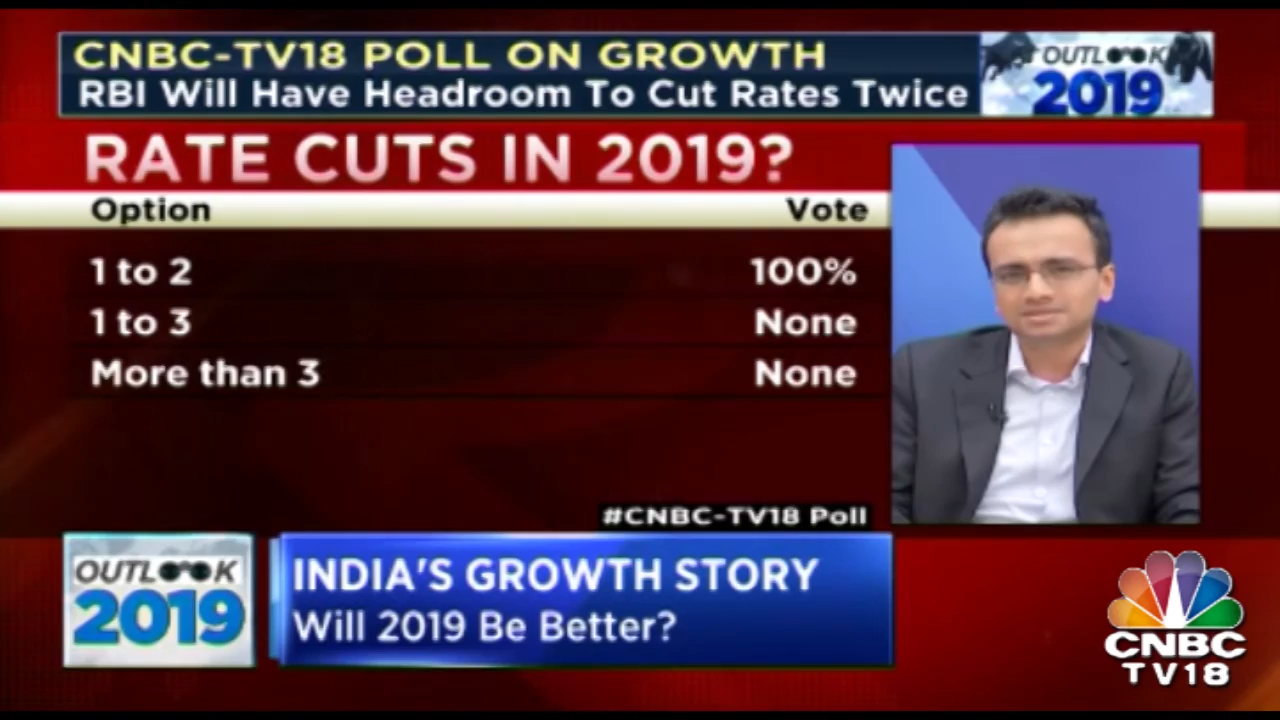 CNBC-TV18 POLL ON GROWTH
RBI Will Have Headroom To Cut Rates Twice
OUTLOOK
2019
RATE CUTS IN 2019?
Option Vote
1 to 2 100%
1 to 3 None
More than 3 None
#CNBC-TV18 Poll
OUTLOOK
2019
INDIA'S GROWTH STORY
Will 2019 Be Better?
CNBC
TV18